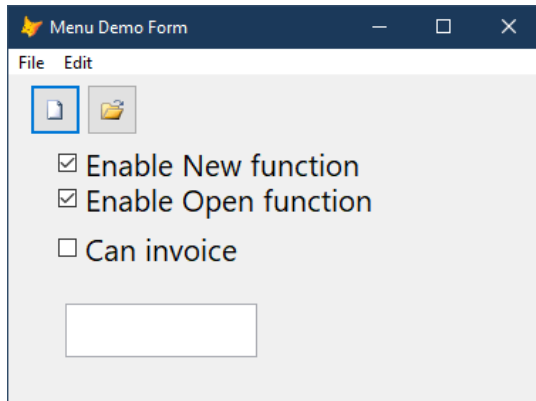 Menu Demo Form
File Edit
Enable New function
Enable Open function
Can invoice